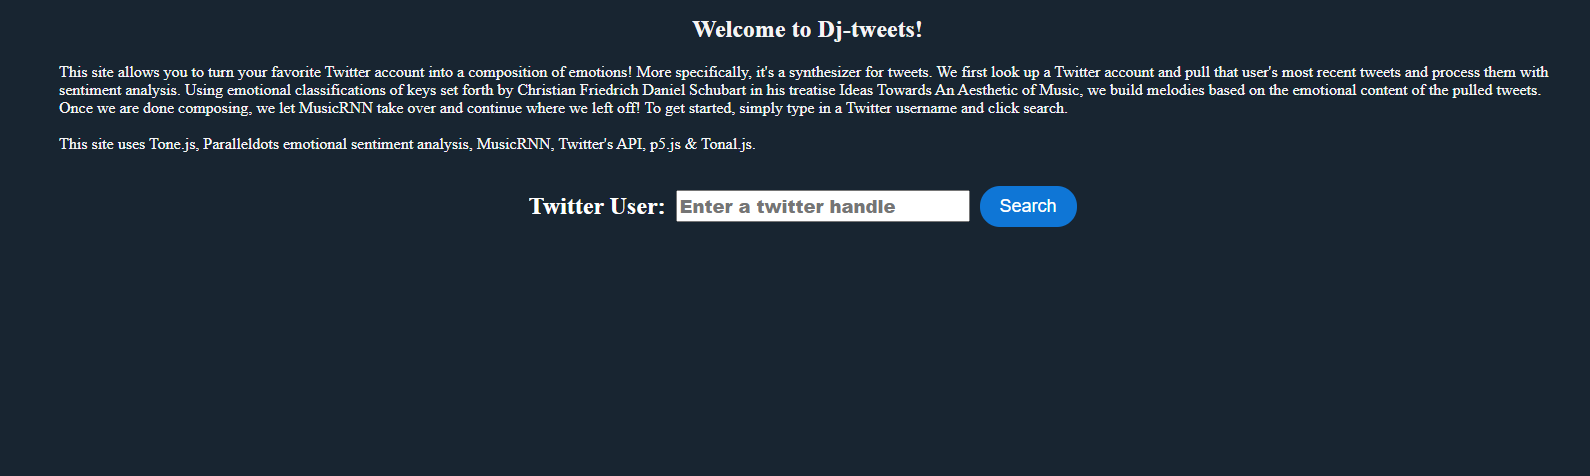 Welcome to Dj-tweets!
This site allows you to turn your favorite Twitter account into a composition of emotions! More specifically, it's a synthesizer for tweets. We first look up a Twitter account and pull that user's most recent tweets and process them with
sentiment analysis. Using emotional classifications of keys set forth by Christian Friedrich Daniel Schubart in his treatise Ideas Towards An Aesthetic of Music, we build melodies based on the emotional content of the pulled tweets.
Once we are done composing, we let MusicRNN take over and continue where we left off! To get started, simply type in a Twitter username and click search.
This site uses Tone.js, Paralleldots emotional sentiment analysis, MusicRNN, Twitter's API, p5.js & Tonal.js.
Twitter User: Enter a twitter handle Search